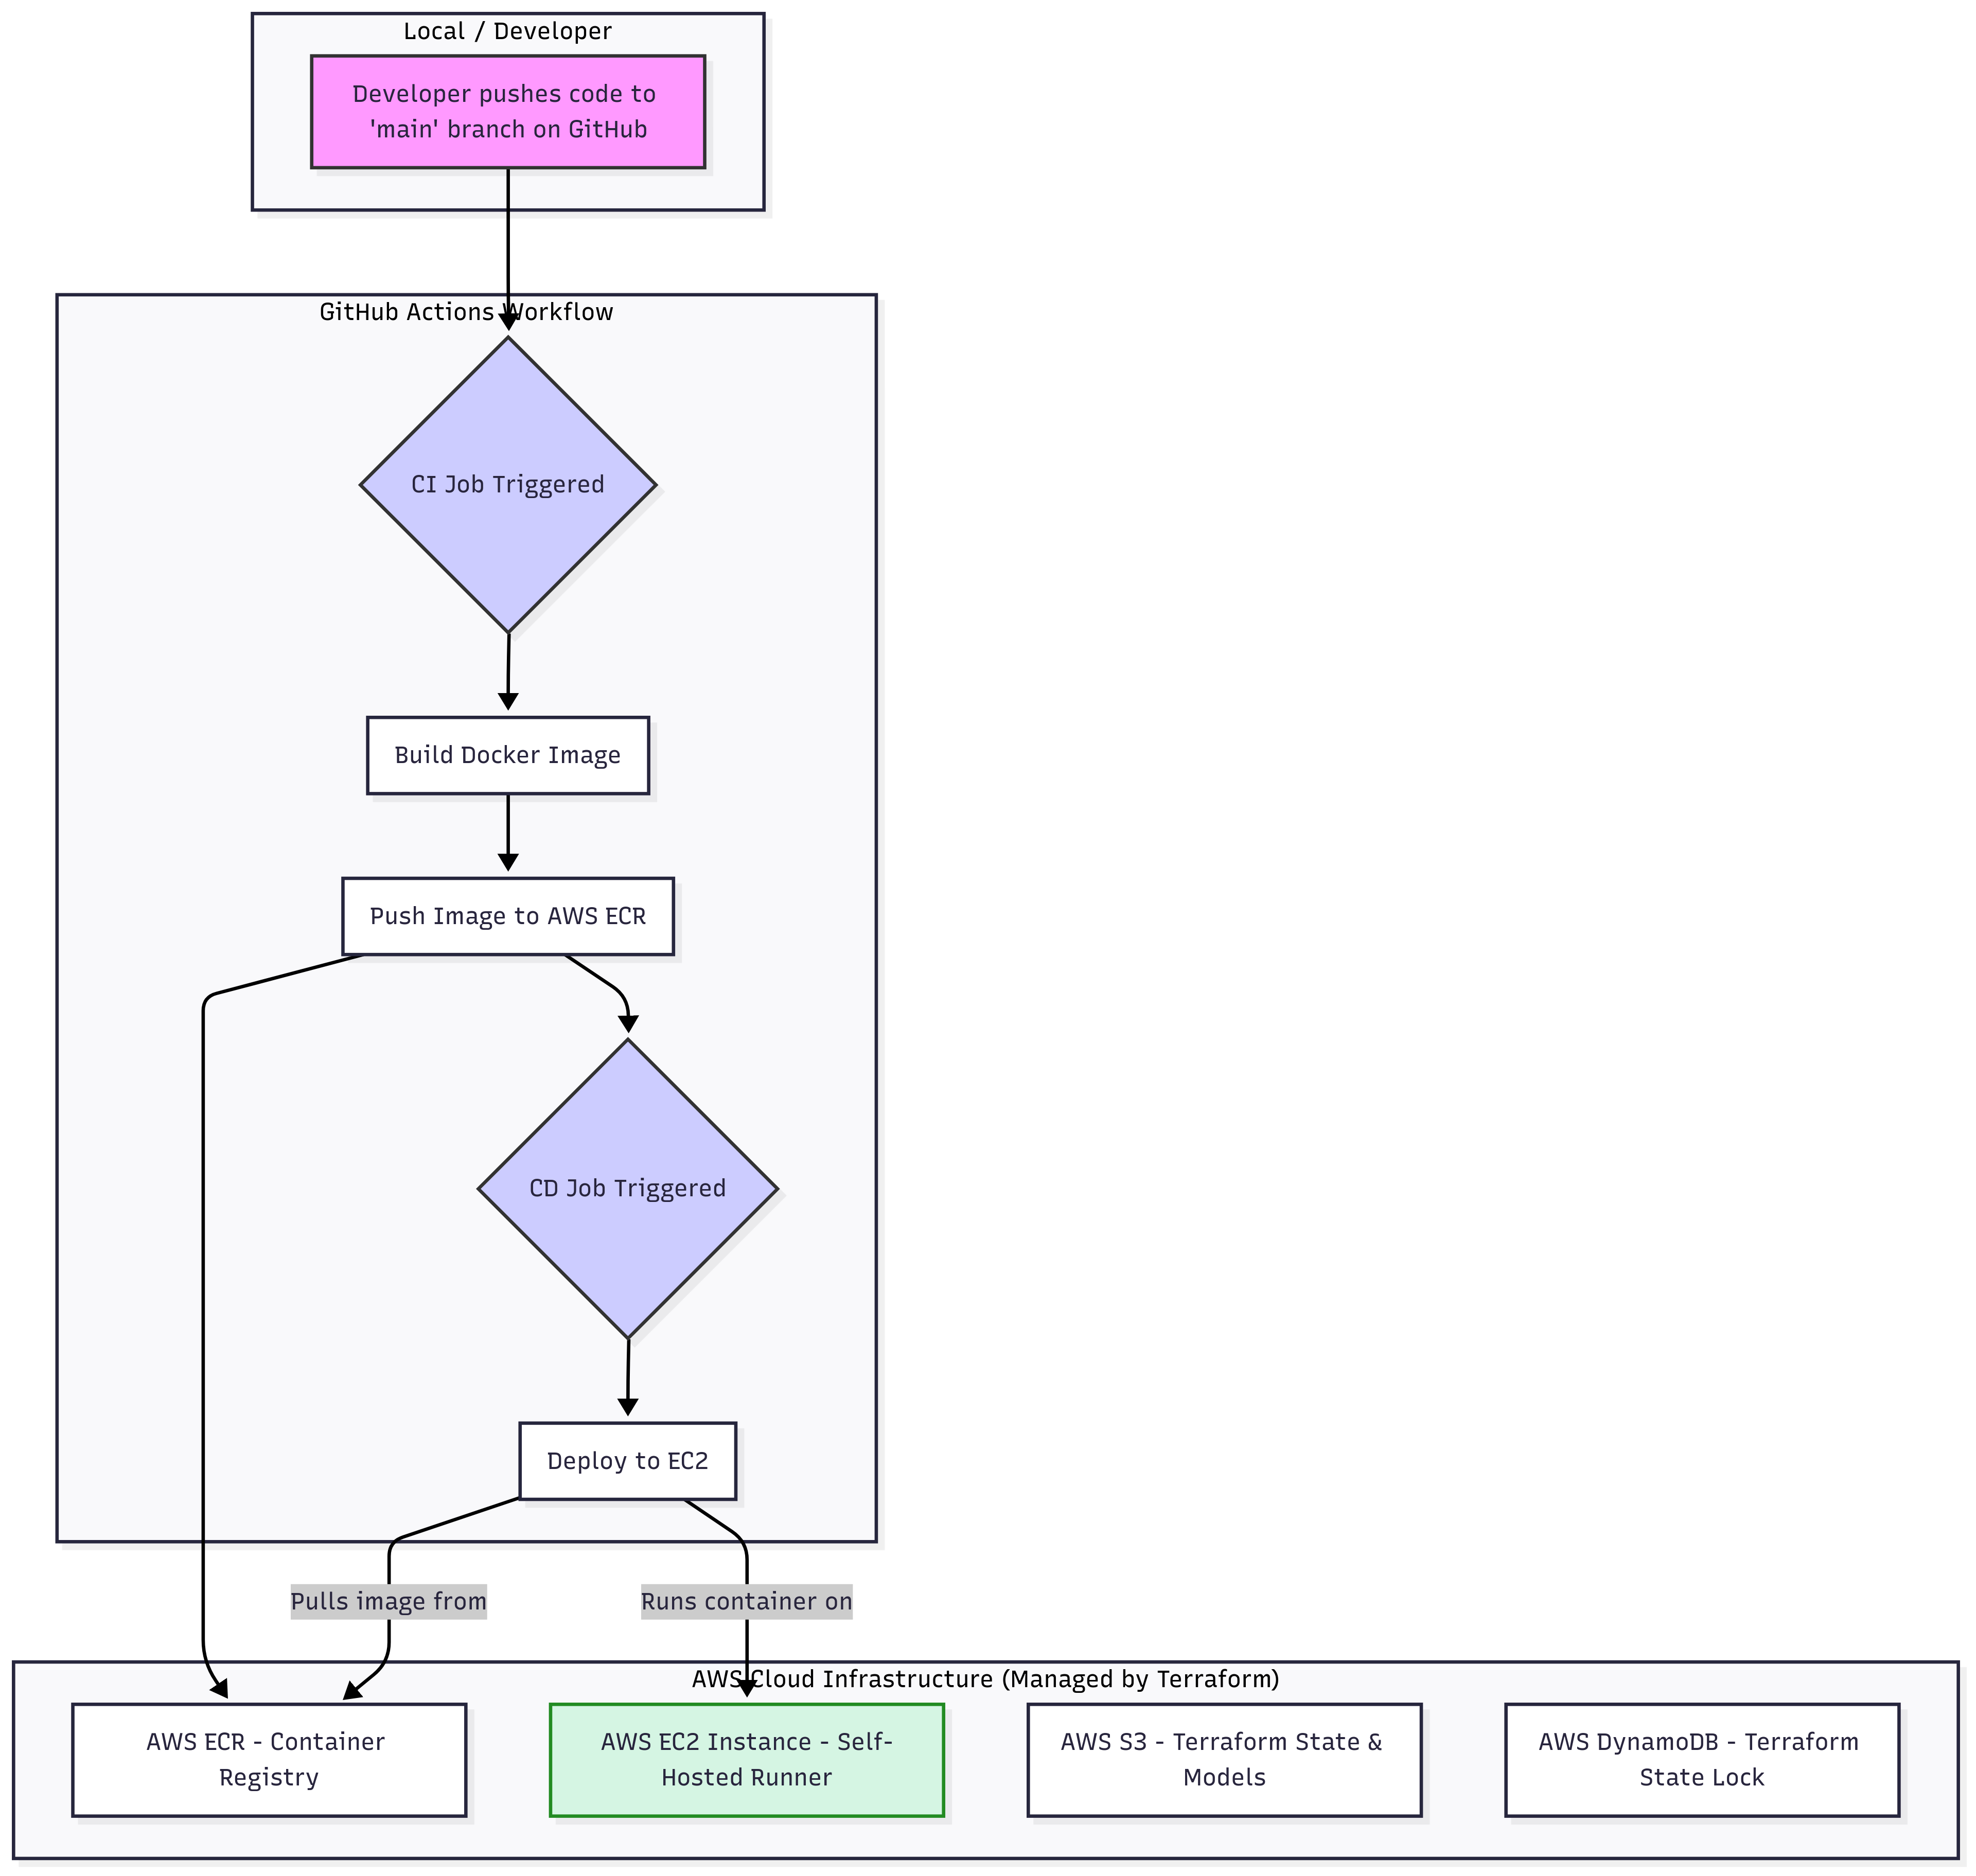 Local / Developer
Developer pushes code to
'main' branch on GitHub
GitHub Actions Workflow
CI Job Triggered
Build Docker Image
Push Image to AWS ECR
CD Job Triggered
Deploy to EC2
Pulls image from
Runs container on
AWS Cloud Infrastructure (Managed by Terraform)
AWS ECR - Container
Registry
AWS EC2 Instance - Self-
Hosted Runner
AWS S3 - Terraform State &
Models
AWS DynamoDB - Terraform
State Lock